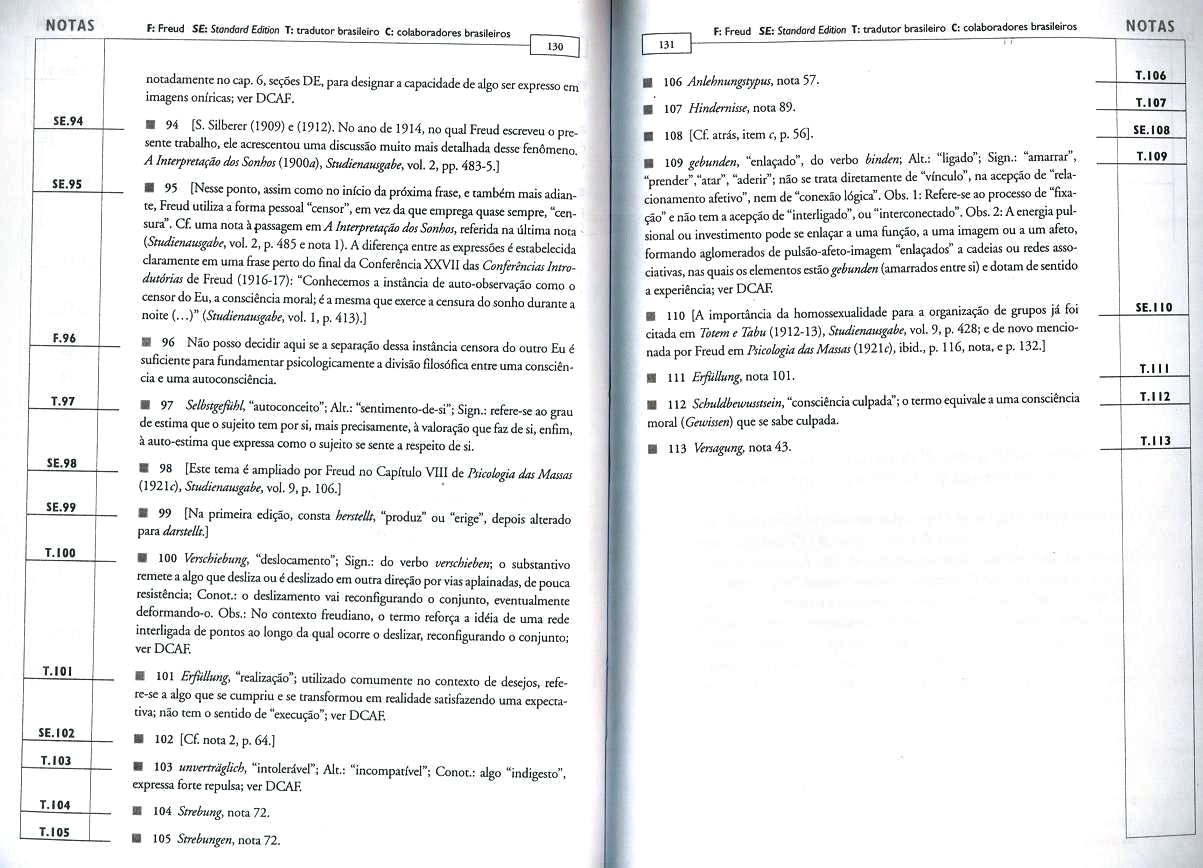 NOTAS
F: Freud SE: Standard Edition T: tradutor brasileiro C: colaboradores brasileiros
130
notadamente no cap. 6, seções DE, para designar a capacidade de algo ser expresso em
imagens oníricas; ver DCAF.
SE.94
■ 94 [S. Silberer (1909) e (1912). No ano de 1914, no qual Freud escreveu o pre-
sente trabalho, ele acrescentou uma discussão muito mais detalhada desse fenômeno.
A Interpretação dos Sonhos (1900a), Studienausgabe, vol. 2, pp. 483-5.]
SE.95
■ 95 [Nesse ponto, assim como no início da próxima frase, e também mais adian-
te, Freud utiliza a forma pessoal “censor”, em vez da que emprega quase sempre, “cen-
sura”. Cf. uma nota à passagem em A Interpretação dos Sonhos, referida na última nota
(Studienausgabe, vol. 2, p. 485 e nota 1). A diferença entre as expressões é estabelecida
claramente em uma frase perto do final da Conferência XXVII das Conferências Intro-
dutórias de Freud (1916-17): “Conhecemos a instância de auto-observação como o
censor do Eu, a consciência moral; é a mesma que exerce a censura do sonho durante a
noite (...)” (Studienausgabe, vol. 1, p. 413).]
F.96
■ 96 Não posso decidir aqui se a separação dessa instância censora do outro Eu é
suficiente para fundamentar psicologicamente a divisão filosófica entre uma consciên-
cia e uma autoconsciência.
T.97
■ 97 Selbstgefühl, “autoconceito”; Alt.: “sentimento-de-si”; Sign.: refere-se ao grau
de estima que o sujeito tem por si, mais precisamente, à valoração que faz de si, enfim,
à auto-estima que expressa como o sujeito se sente a respeito de si.
SE.98
■ 98 [Este tema é ampliado por Freud no Capítulo VIII de Psicologia das Massas
(1921c), Studienausgabe, vol. 9, p. 106.]
SE.99
■ 99 [Na primeira edição, consta herstellt, “produz” ou “erige”, depois alterado
para darstellt.]
T.100
■ 100 Verschiebung, “deslocamento”; Sign.: do verbo verschieben; o substantivo
remete a algo que desliza ou é deslizado em outra direção por vias aplainadas, de pouca
resistência; Conot.: o deslizamento vai reconfigurando o conjunto, eventualmente
deformando-o. Obs.: No contexto freudiano, o termo reforça a idéia de uma rede
interligada de pontos ao longo da qual ocorre o deslizar, reconfigurando o conjunto;
ver DCAF.
T.101
■ 101 Erfüllung, “realização”; utilizado comumente no contexto de desejos, refe-
re-se a algo que se cumpriu e se transformou em realidade satisfazendo uma expecta-
tiva; não tem o sentido de “execução”; ver DCAF.
SE.102
■ 102 [Cf. nota 2, p. 64.]
T.103
■ 103 unverträglich, “intolerável”; Alt.: “incompatível”; Conot.: algo “indigesto”,
expressa forte repulsa; ver DCAF.
T.104
■ 104 Strebung, nota 72.
T.105
■ 105 Strebungen, nota 72.
131
F: Freud SE: Standard Edition T: tradutor brasileiro C: colaboradores brasileiros
NOTAS
■ 106 Anlehnungstypus, nota 57.
T.106
■ 107 Hindernisse, nota 89.
T.107
■ 108 [Cf. atrás, item c, p. 56].
SE.108
■ 109 gebunden, “enlaçado”, do verbo binden; Alt.: “ligado”; Sign.: “amarrar”,
T.109
“prender”,“atar”, “aderir”; não se trata diretamente de “vínculo”, na acepção de “rela-
cionamento afetivo”, nem de “conexão lógica”. Obs. 1: Refere-se ao processo de “fixa-
ção” e não tem a acepção de “interligado”, ou “interconectado”. Obs. 2: A energia pul-
sional ou investimento pode se enlaçar a uma função, a uma imagem ou a um afeto,
formando aglomerados de pulsão-afeto-imagem “enlaçados” a cadeias ou redes asso-
ciativas, nas quais os elementos estão gebunden (amarrados entre si) e dotam de sentido
a experiência; ver DCAF.
■ 110 [A importância da homossexualidade para a organização de grupos já foi
SE.110
citada em Totem e Tabu (1912-13), Studienausgabe, vol. 9, p. 428; e de novo mencio-
nada por Freud em Psicologia das Massas (1921c), ibid., p. 116, nota, e p. 132.]
■ 111 Erfüllung, nota 101.
T.111
■ 112 Schuldbewusstsein, “consciência culpada”; o termo equivale a uma consciência
T.112
moral (Gewissen) que se sabe culpada.
■ 113 Versagung, nota 43.
T.113